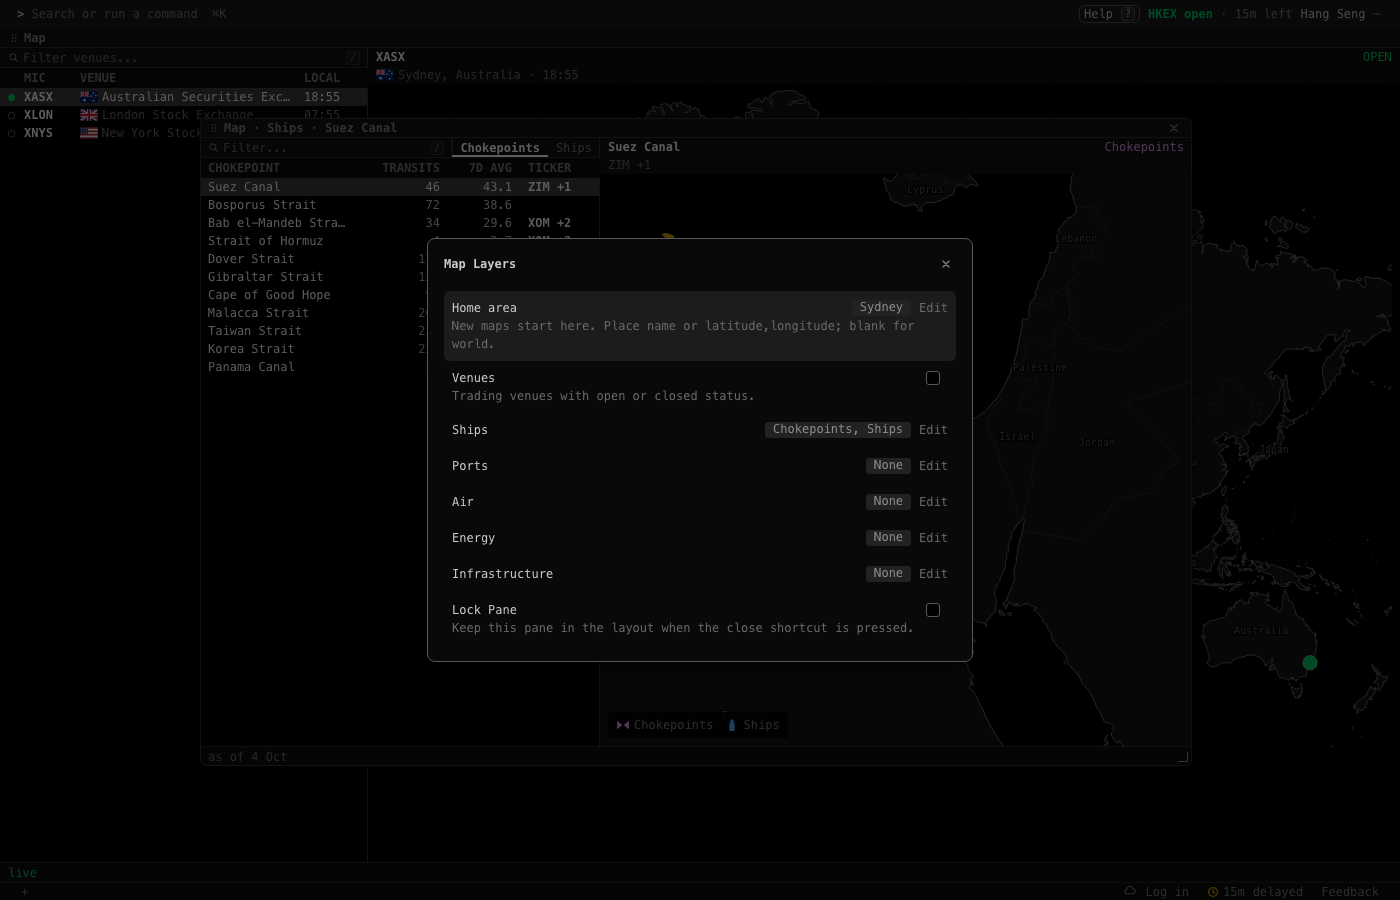 > Search or run a command ⌘K
Help ? HKEX open · 15m left Hang Seng —
Map
Filter venues... /
MIC VENUE LOCAL
XASX Australian Securities Exc… 18:55
XLON London Stock Exchange 07:55
XNYS New York Stock
XASX OPEN
Sydney, Australia · 18:55
Map · Ships · Suez Canal ×
Filter... / Chokepoints Ships
CHOKEPOINT TRANSITS 7D AVG TICKER
Suez Canal 46 43.1 ZIM +1
Bosporus Strait 72 38.6
Bab el-Mandeb Stra… 34 29.6 XOM +2
Strait of Hormuz
Dover Strait
Gibraltar Strait
Cape of Good Hope
Malacca Strait
Taiwan Strait
Korea Strait
Panama Canal
Suez Canal Chokepoints
ZIM +1
Cyprus
Lebanon
Palestine
Israel
Jordan
Japan
Australia
Map Layers ×
Home area Sydney Edit
New maps start here. Place name or latitude,longitude; blank for
world.
Venues
Trading venues with open or closed status.
Ships Chokepoints, Ships Edit
Ports None Edit
Air None Edit
Energy None Edit
Infrastructure None Edit
Lock Pane
Keep this pane in the layout when the close shortcut is pressed.
Chokepoints Ships
as of 4 Oct
live
+ Log in 15m delayed Feedback